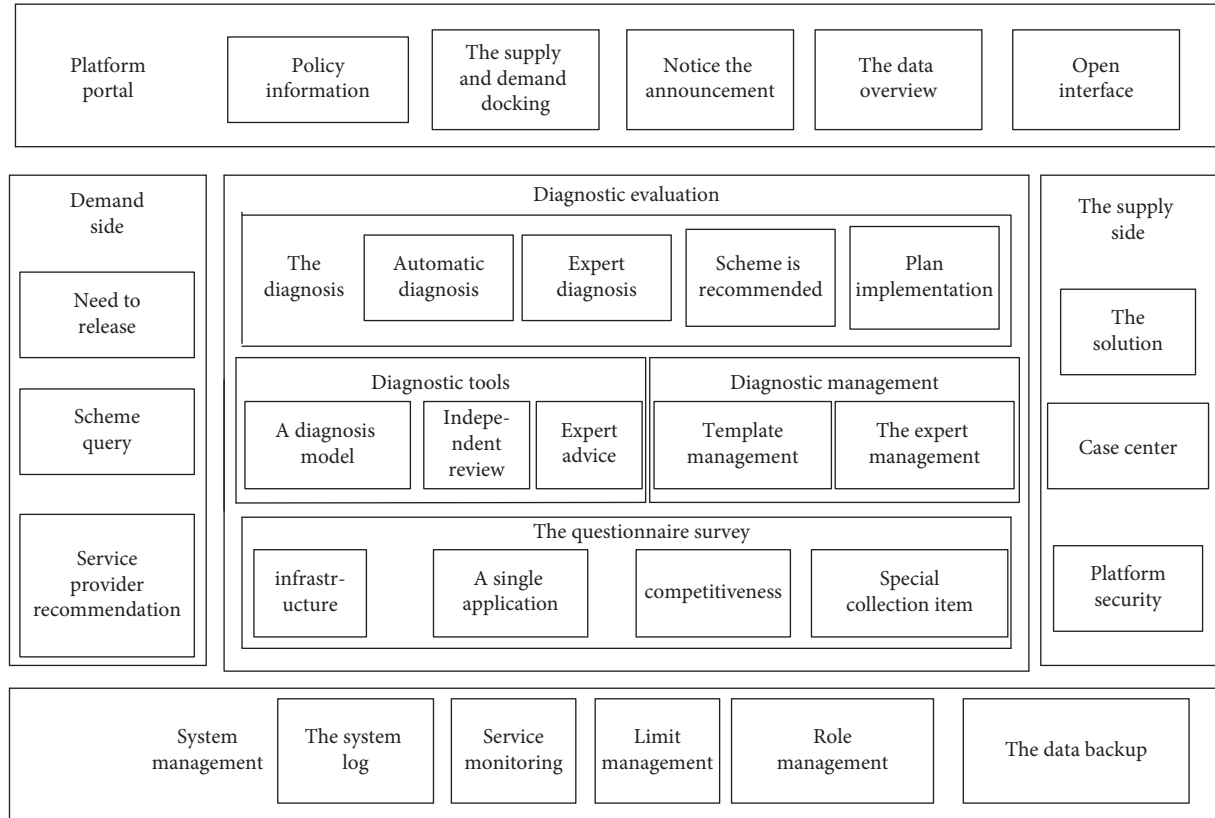 Platform
portal
Policy
information
The supply
and demand
docking
Notice the
announcement
The data
overview
Open
interface
Demand
side
Need to
release
Scheme
query
Service
provider
recommendation
Diagnostic evaluation
The
diagnosis
Automatic
diagnosis
Expert
diagnosis
Scheme is
recommended
Plan
implementation
Diagnostic tools
A diagnosis
model
Indepe-
ndent
review
Expert
advice
Diagnostic management
Template
management
The expert
management
The questionnaire survey
infrastr-
ucture
A single
application
competitiveness
Special
collection item
The supply
side
The
solution
Case center
Platform
security
System
management
The system
log
Service
monitoring
Limit
management
Role
management
The data backup